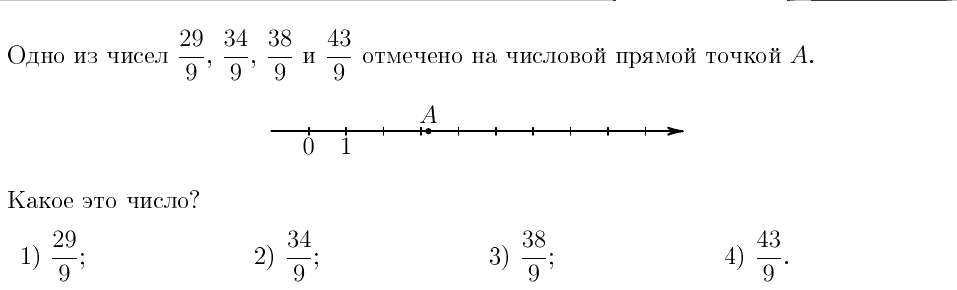 Одно из чисел 29/9, 34/9, 38/9 и 43/9 отмечено на числовой прямой точкой A.
A
0 1
Какое это число?
1) 29/9; 2) 34/9; 3) 38/9; 4) 43/9.